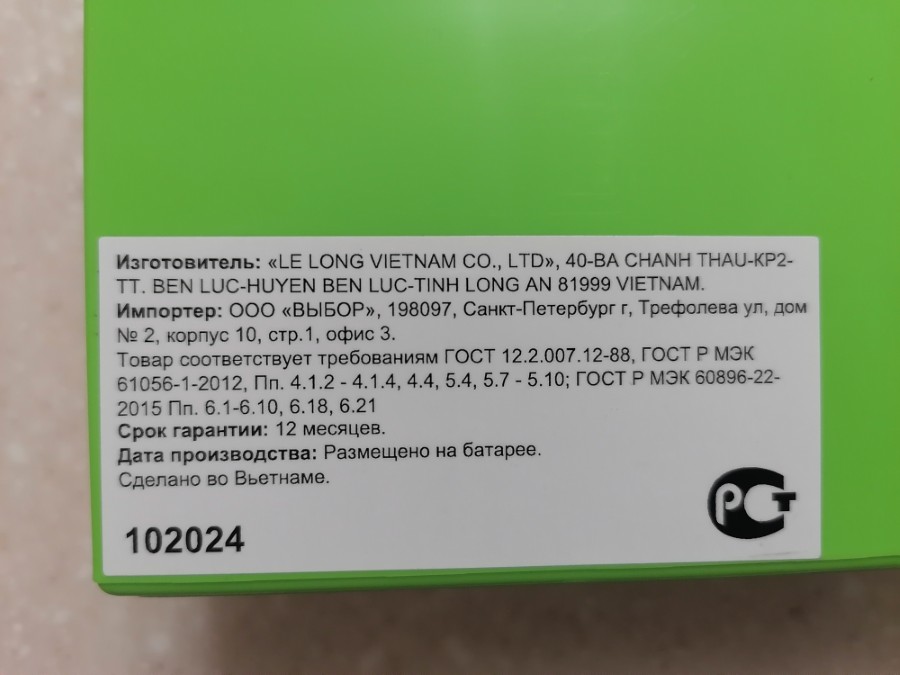 Изготовитель: «LE LONG VIETNAM CO., LTD», 40-BA CHANH THAU-KP2-
TT. BEN LUC-HUYEN BEN LUC-TINH LONG AN 81999 VIETNAM.
Импортер: ООО «ВЫБОР», 198097, Санкт-Петербург г, Трефолева ул, дом
№ 2, корпус 10, стр.1, офис 3.
Товар соответствует требованиям ГОСТ 12.2.007.12-88, ГОСТ Р МЭК
61056-1-2012, Пп. 4.1.2 - 4.1.4, 4.4, 5.4, 5.7 - 5.10; ГОСТ Р МЭК 60896-22-
2015 Пп. 6.1-6.10, 6.18, 6.21
Срок гарантии: 12 месяцев.
Дата производства: Размещено на батарее.
Сделано во Вьетнаме.
РСТ
102024